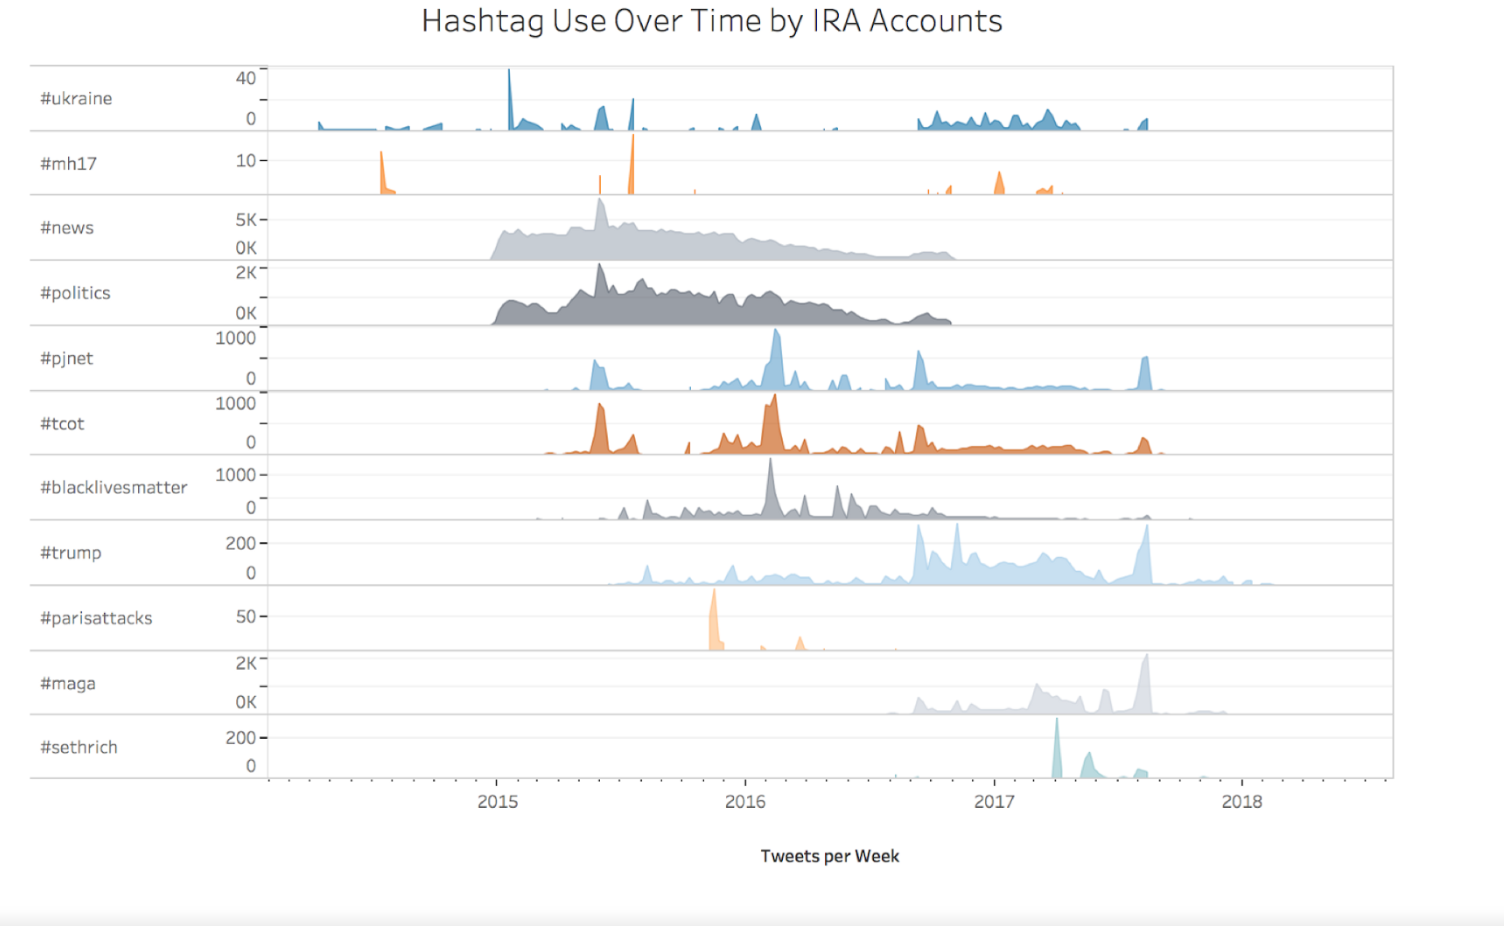 Hashtag Use Over Time by IRA Accounts
#ukraine
40
0
#mh17
10
#news
5K
0K
#politics
2K
0K
#pjnet
1000
0
#tcot
1000
0
#blacklivesmatter
1000
0
#trump
200
0
#parisattacks
50
#maga
2K
0K
#sethrich
200
0
2015 2016 2017 2018
Tweets per Week